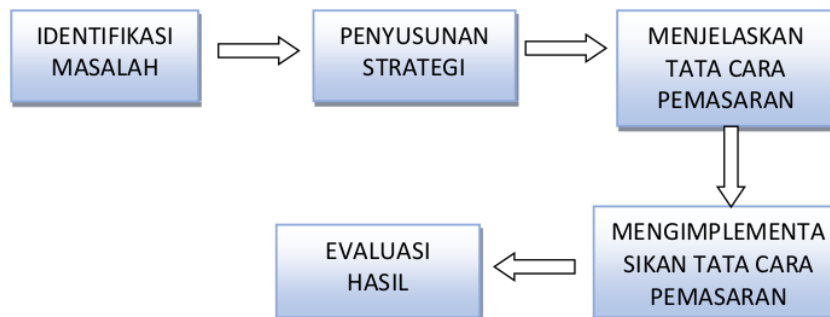 IDENTIFIKASI
MASALAH
PENYUSUNAN
STRATEGI
MENJELASKAN
TATA CARA
PEMASARAN
MENGIMPLEMENTA
SIKAN TATA CARA
PEMASARAN
EVALUASI
HASIL